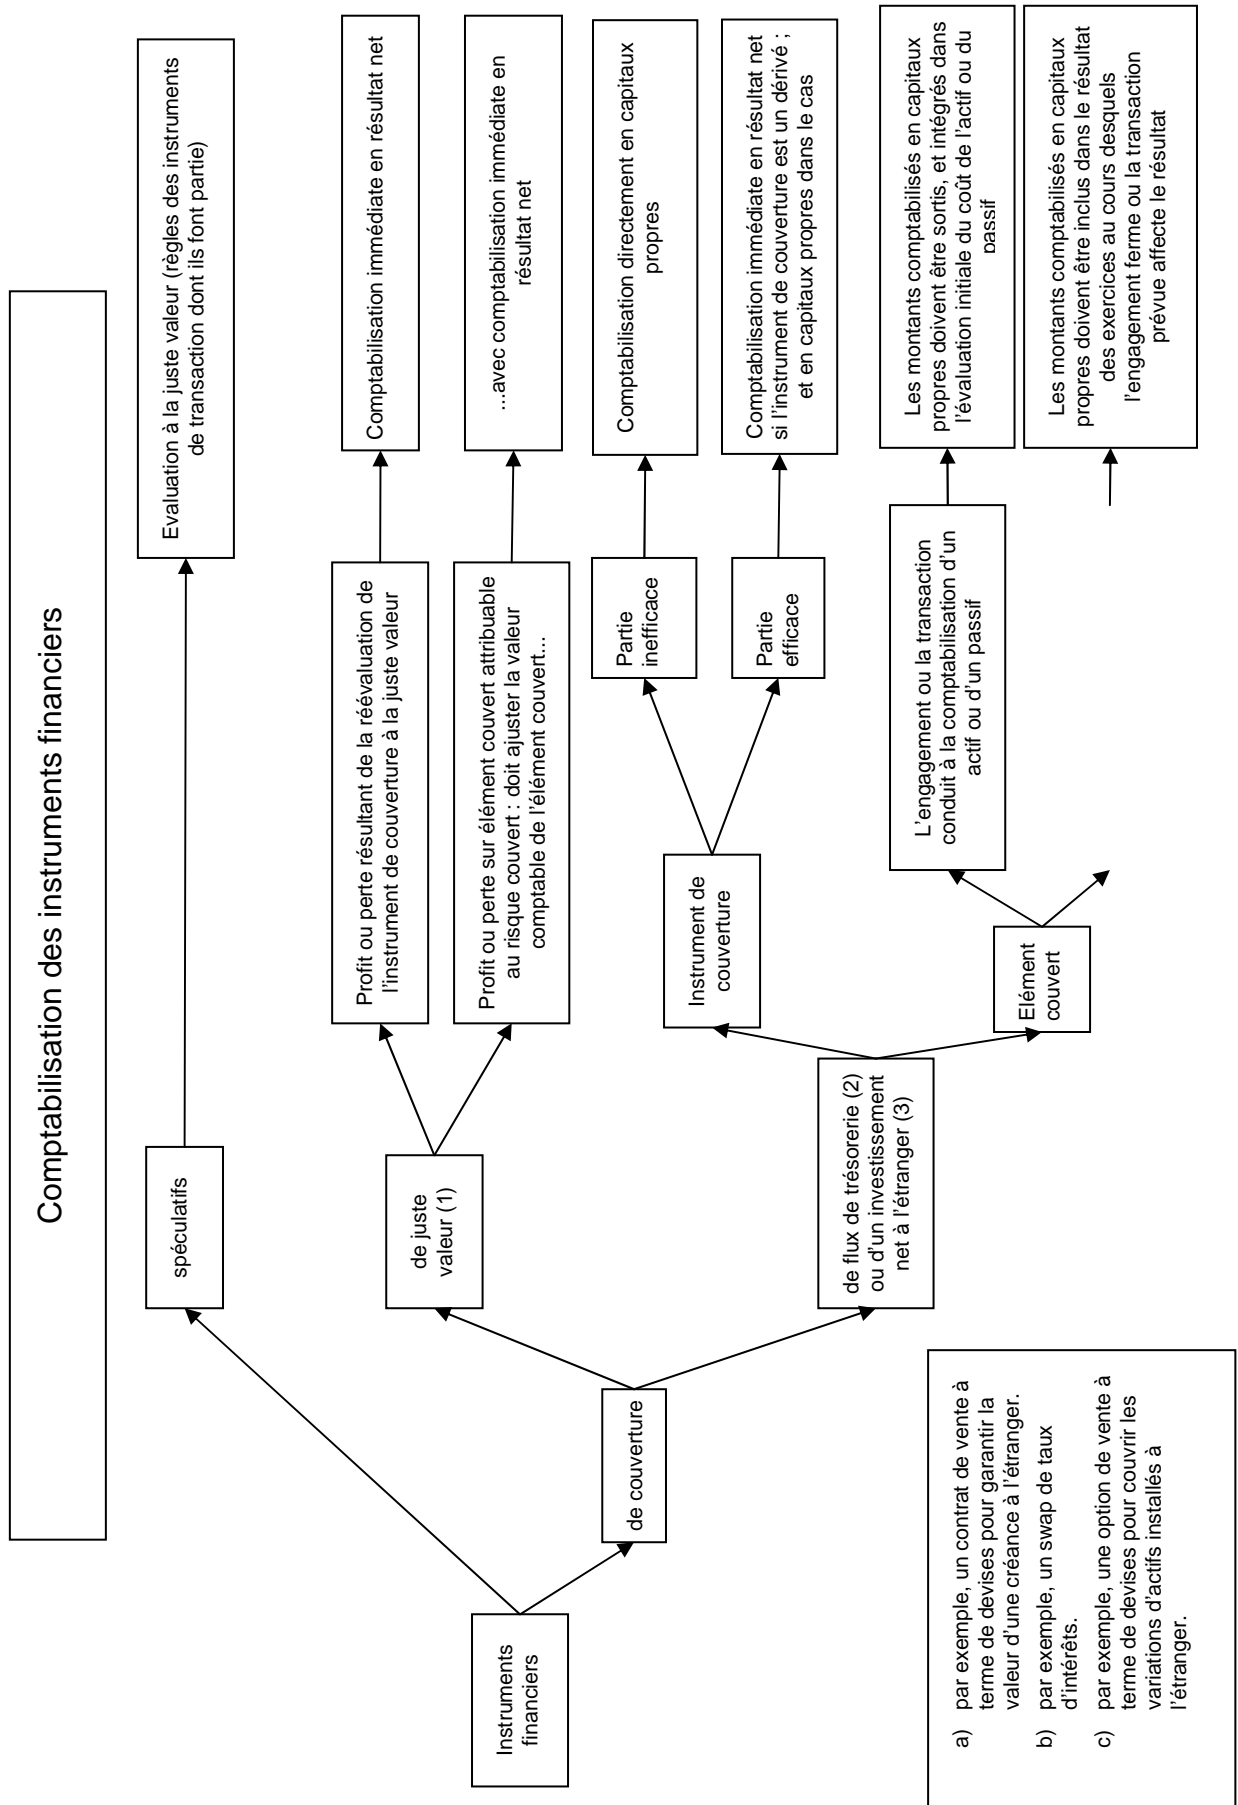 Comptabilisation des instruments financiers
Instruments
financiers
spéculatifs
Evaluation à la juste valeur (règles des instruments
de transaction dont ils font partie)
de couverture
de juste
valeur (1)
Profit ou perte résultant de la réévaluation de
l'instrument de couverture à la juste valeur
Comptabilisation immédiate en résultat net
Profit ou perte sur élément couvert attribuable
au risque couvert : doit ajuster la valeur
comptable de l'élément couvert...
...avec comptabilisation immédiate en
résultat net
de flux de trésorerie (2)
ou d'un investissement
net à l'étranger (3)
Instrument de
couverture
Partie
inefficace
Comptabilisation directement en capitaux
propres
Partie
efficace
Comptabilisation immédiate en résultat net
si l'instrument de couverture est un dérivé ;
et en capitaux propres dans le cas
Elément
couvert
L'engagement ou la transaction
conduit à la comptabilisation d'un
actif ou d'un passif
Les montants comptabilisés en capitaux
propres doivent être sortis, et intégrés dans
l'évaluation initiale du coût de l'actif ou du
passif
Les montants comptabilisés en capitaux
propres doivent être inclus dans le résultat
des exercices au cours desquels
l'engagement ferme ou la transaction
prévue affecte le résultat
a) par exemple, un contrat de vente à
terme de devises pour garantir la
valeur d'une créance à l'étranger.
b) par exemple, un swap de taux
d'intérêts.
c) par exemple, une option de vente à
terme de devises pour couvrir les
variations d'actifs installés à
l'étranger.